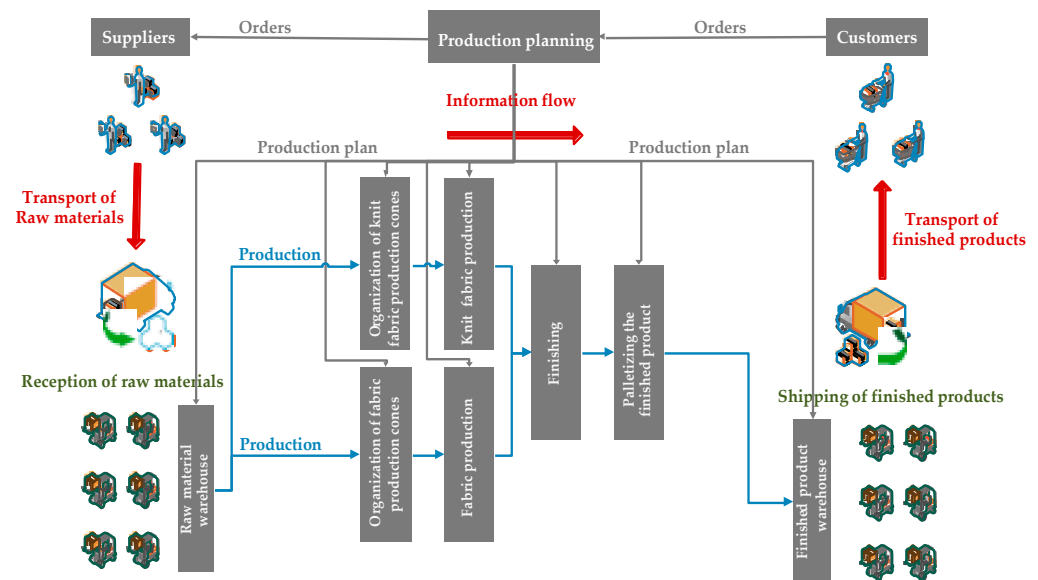 Suppliers
Orders
Production planning
Orders
Customers
Information flow
Production plan
Production plan
Transport of
Raw materials
Transport of
finished products
Organization of knit
fabric production cones
Knit fabric production
Production
Finishing
Palletizing the
finished product
Reception of raw materials
Shipping of finished products
Production
Raw material
warehouse
Organization of fabric
production cones
Fabric production
Finished product
warehouse